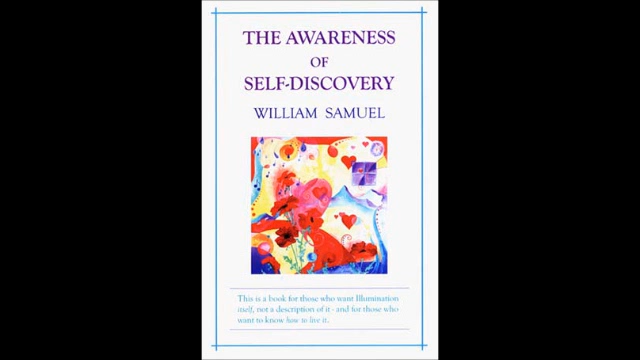 THE AWARENESS
OF
SELF-DISCOVERY
WILLIAM SAMUEL
This is a book for those who want Illumination
itself, not a description of it - and for those who
want to know how to live it.